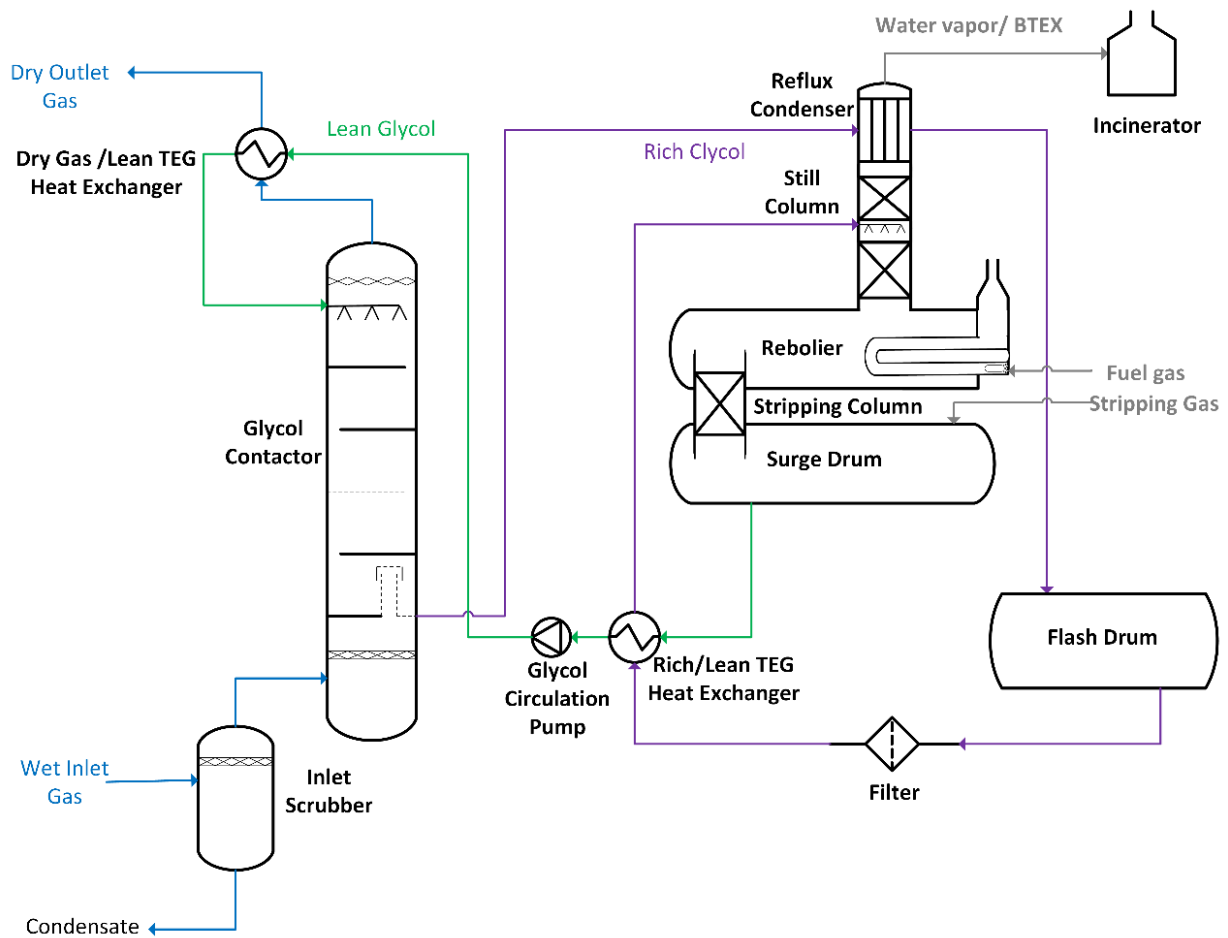 Water vapor/ BTEX
Dry Outlet
Gas
Reflux
Condenser
Incinerator
Lean Glycol
Rich Clycol
Dry Gas /Lean TEG
Heat Exchanger
Still
Column
Rebolier
Fuel gas
Stripping Column
Stripping Gas
Glycol
Contactor
Surge Drum
Flash Drum
Glycol
Circulation
Pump
Rich/Lean TEG
Heat Exchanger
Wet Inlet
Gas
Inlet
Scrubber
Filter
Condensate